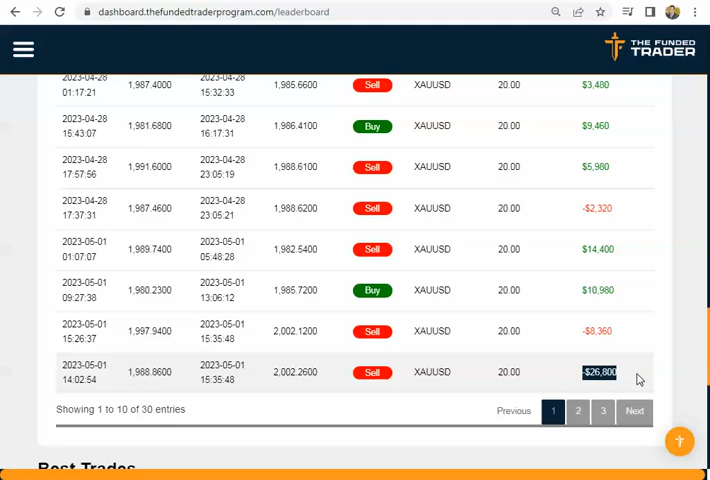 dashboard.thefundedtraderprogram.com/leaderboard
THE FUNDED
TRADER
2023-04-28 01:17:21 1,987.4000 2023-04-28 15:32:33 1,985.6600 Sell XAUUSD 20.00 $3,480
2023-04-28 15:43:07 1,981.6800 2023-04-28 16:17:31 1,986.4100 Buy XAUUSD 20.00 $9,460
2023-04-28 17:57:56 1,991.6000 2023-04-28 23:05:19 1,988.6100 Sell XAUUSD 20.00 $5,980
2023-04-28 17:37:31 1,987.4600 2023-04-28 23:05:21 1,988.6200 Sell XAUUSD 20.00 -$2,320
2023-05-01 01:07:07 1,989.7400 2023-05-01 05:48:28 1,982.5400 Sell XAUUSD 20.00 $14,400
2023-05-01 09:27:38 1,980.2300 2023-05-01 13:06:12 1,985.7200 Buy XAUUSD 20.00 $10,980
2023-05-01 15:26:37 1,997.9400 2023-05-01 15:35:48 2,002.1200 Sell XAUUSD 20.00 -$8,360
2023-05-01 14:02:54 1,988.8600 2023-05-01 15:35:48 2,002.2600 Sell XAUUSD 20.00 -$26,800
Showing 1 to 10 of 30 entries Previous 1 2 3 Next
Best Trades